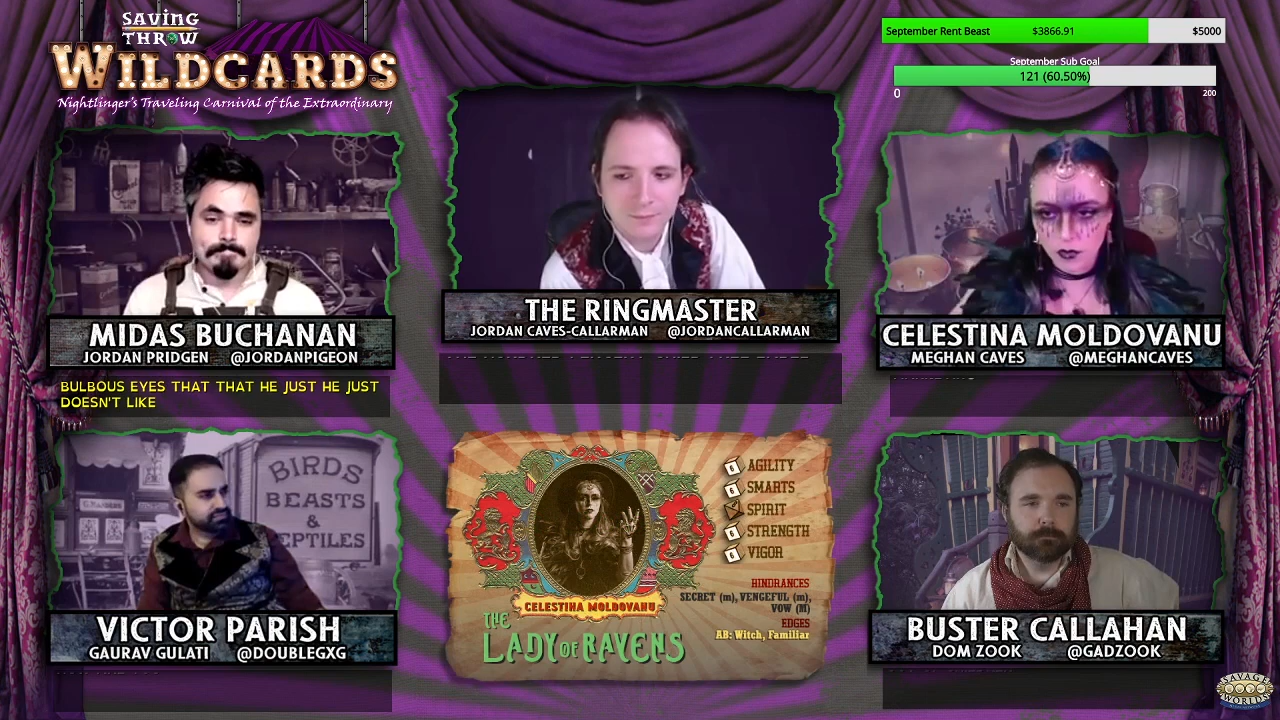 SAVING
THROW
WILDCARDS
Nightlinger's Traveling Carnival of the Extraordinary
September Rent Beast $3866.91 $5000
September Sub Goal
121 (60.50%)
0 200
MIDAS BUCHANAN
JORDAN PRIDGEN @JORDANPIGEON
THE RINGMASTER
JORDAN CAVES-CALLARMAN @JORDANCALLARMAN
CELESTINA MOLDOVANU
MEGHAN CAVES @MEGHANCAVES
BULBOUS EYES THAT THAT HE JUST HE JUST
DOESN'T LIKE
BIRDS
BEASTS
&
REPTILES
VICTOR PARISH
GAURAV GULATI @DOUBLEGXG
AGILITY
SMARTS
SPIRIT
STRENGTH
VIGOR
HINDRANCES
SECRET (m), VENGEFUL (m),
VOW (M)
EDGES
AB: Witch, Familiar
CELESTINA MOLDOVANU
THE
LADY OF RAVENS
BUSTER CALLAHAN
DOM ZOOK @GADZOOK
SAVAGE
WORLDS